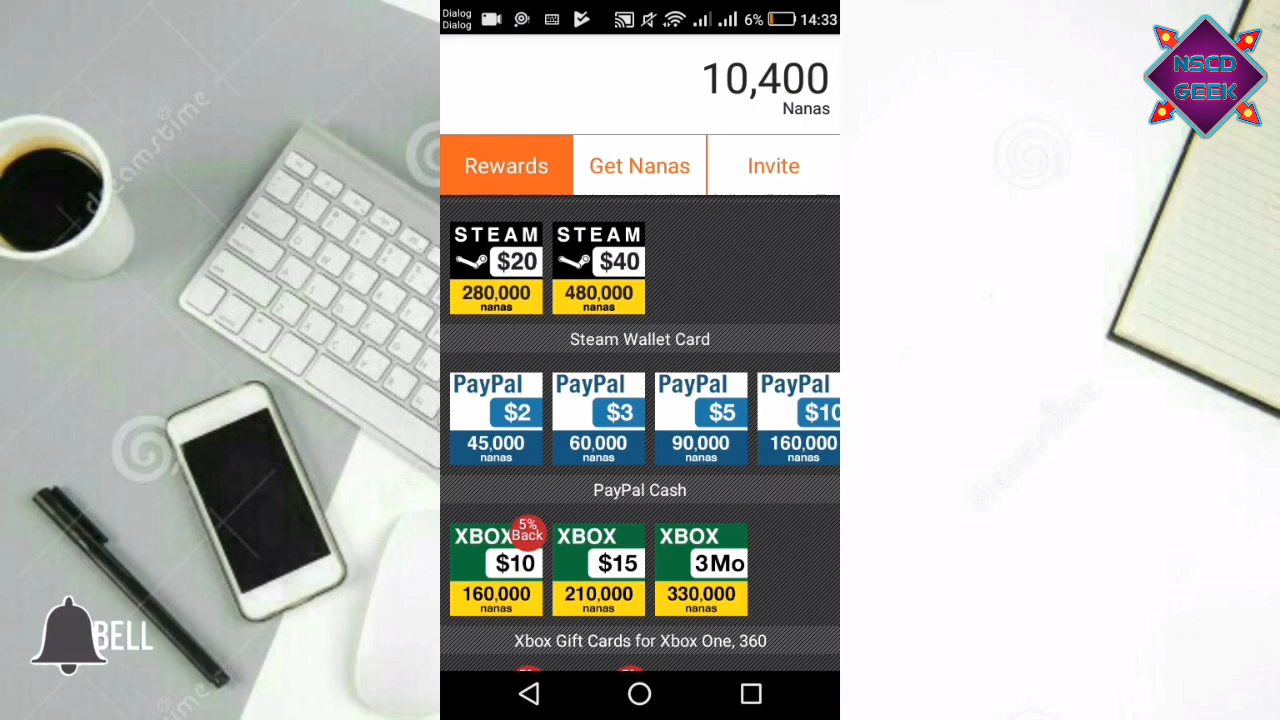 Dialog
Dialog
6% 14:33
10,400
Nanas
Rewards Get Nanas Invite
STEAM STEAM
$20 $40
280,000 480,000
nanas nanas
Steam Wallet Card
PayPal PayPal PayPal PayPal
$2 $3 $5 $10
45,000 60,000 90,000 160,000
nanas nanas nanas nanas
PayPal Cash
XBOX 5% Back XBOX XBOX
$10 $15 3Mo
160,000 210,000 330,000
nanas nanas nanas
Xbox Gift Cards for Xbox One, 360
NSCD
GEEK
BELL
dreamstime